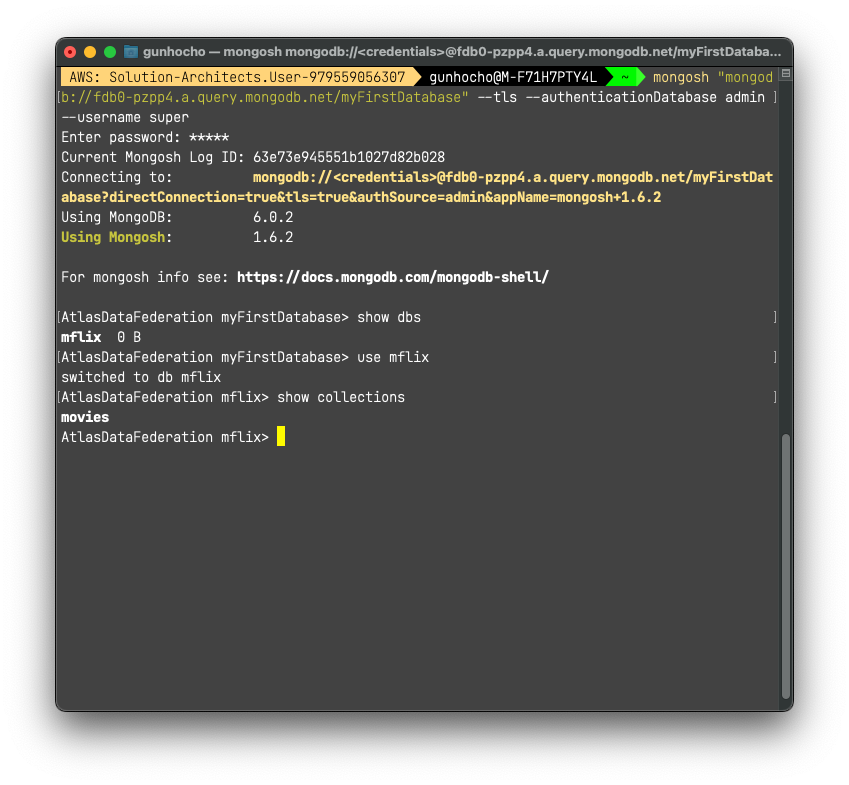 gunhocho — mongosh mongodb://<credentials>@fdb0-pzpp4.a.query.mongodb.net/myFirstDataba...
AWS: Solution-Architects.User-979559056307 gunhocho@M-F71H7PTY4L ~ mongosh "mongod
[b://fdb0-pzpp4.a.query.mongodb.net/myFirstDatabase" --tls --authenticationDatabase admin ]
--username super
Enter password: *****
Current Mongosh Log ID: 63e73e945551b1027d82b028
Connecting to: mongodb://<credentials>@fdb0-pzpp4.a.query.mongodb.net/myFirstDat
abase?directConnection=true&tls=true&authSource=admin&appName=mongosh+1.6.2
Using MongoDB: 6.0.2
Using Mongosh: 1.6.2
For mongosh info see: https://docs.mongodb.com/mongodb-shell/
[AtlasDataFederation myFirstDatabase> show dbs ]
mflix 0 B
[AtlasDataFederation myFirstDatabase> use mflix ]
switched to db mflix
[AtlasDataFederation mflix> show collections ]
movies
AtlasDataFederation mflix>